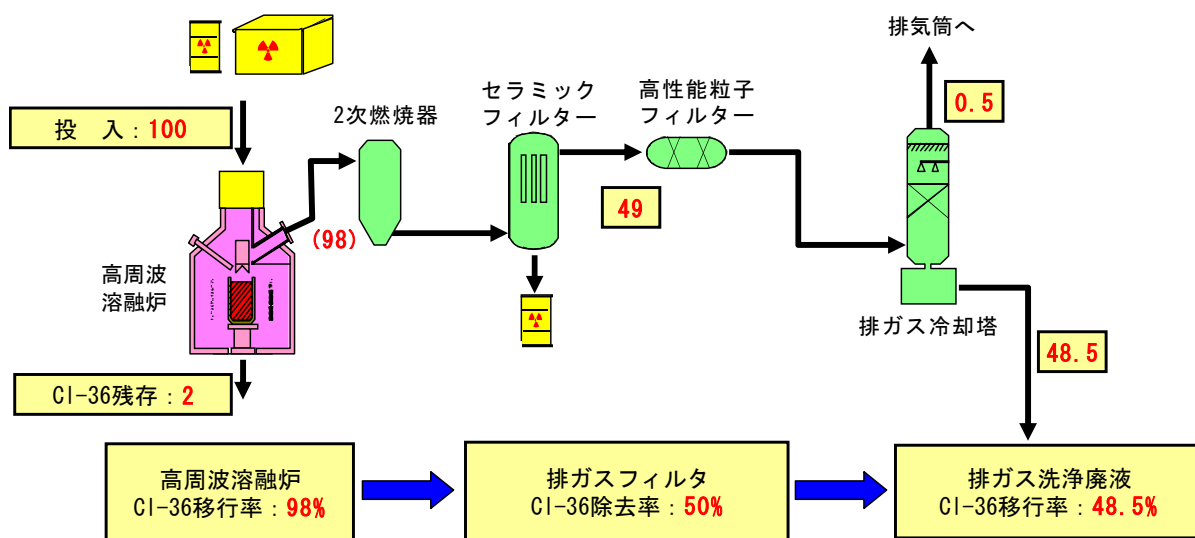 排気筒へ
0.5
セラミック
フィルター
高性能粒子
フィルター
2次燃焼器
投 入：100
49
(98)
高周波
溶融炉
排ガス冷却塔
48.5
Cl-36残存：2
高周波溶融炉
Cl-36移行率：98%
排ガスフィルタ
Cl-36除去率：50%
排ガス洗浄廃液
Cl-36移行率：48.5%